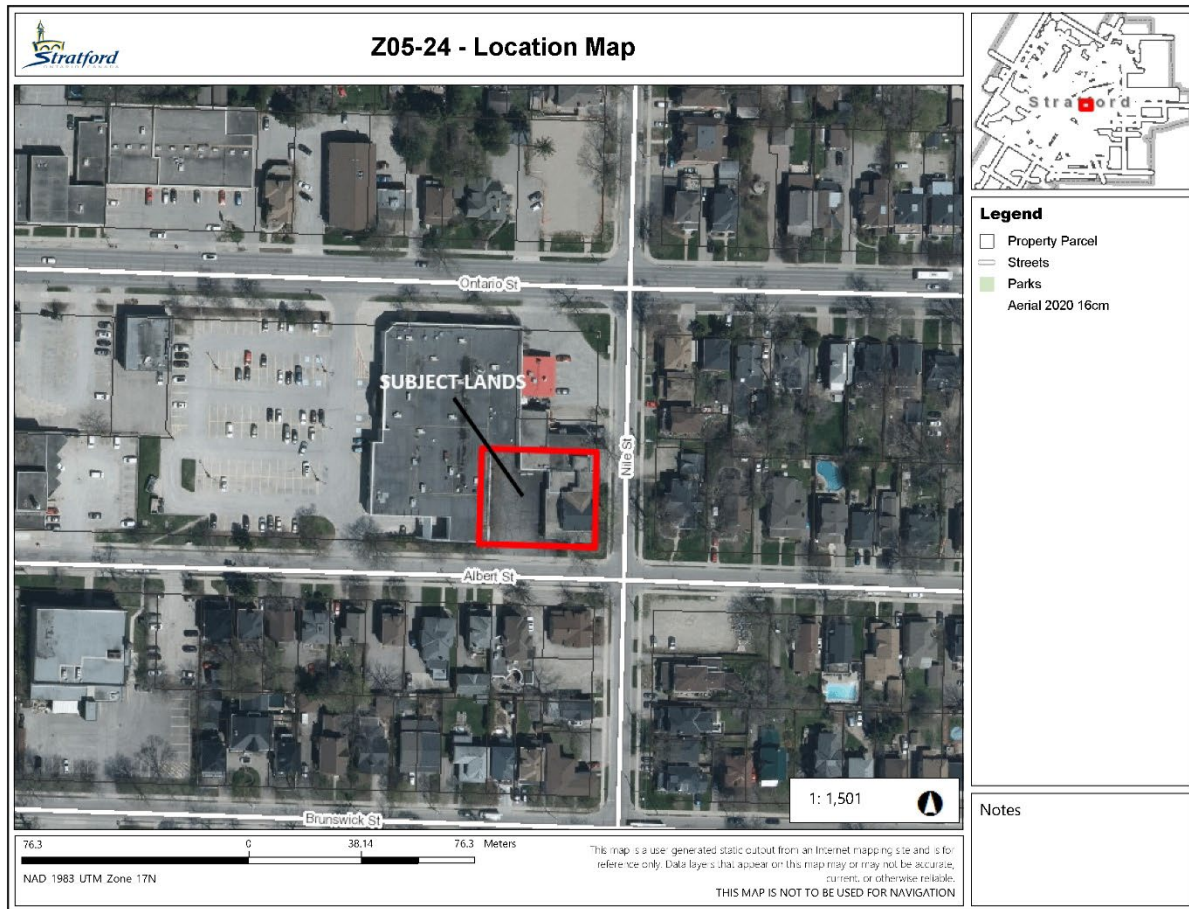 Stratford
ONTARIO CANADA
Z05-24 - Location Map
Stratford
Legend
Property Parcel
Streets
Parks
Aerial 2020 16cm
Ontario St
SUBJECT LANDS
Nile St
Albert St
Brunswick St
1: 1,501
Notes
76.3 0 38.14 76.3 Meters
NAD 1983 UTM Zone 17N
This map is a user generated static output from an Internet mapping site and is for
reference only. Data layers that appear on this map may or may not be accurate,
current, or otherwise reliable.
THIS MAP IS NOT TO BE USED FOR NAVIGATION